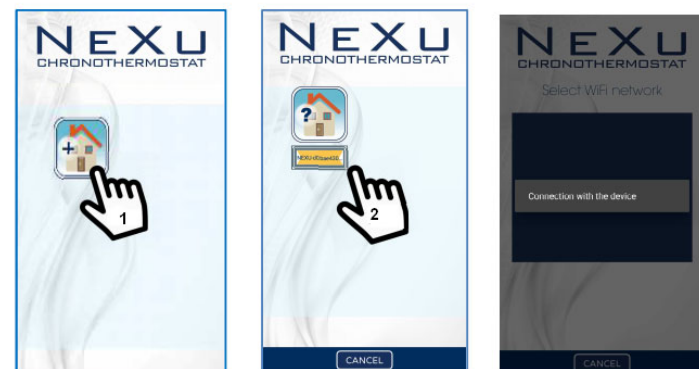 NEXU
CHRONOTHERMOSTAT
+
1
NEXU
CHRONOTHERMOSTAT
?
2
CANCEL
NEXU
CHRONOTHERMOSTAT
Select WiFi network
Connection with the device
CANCEL